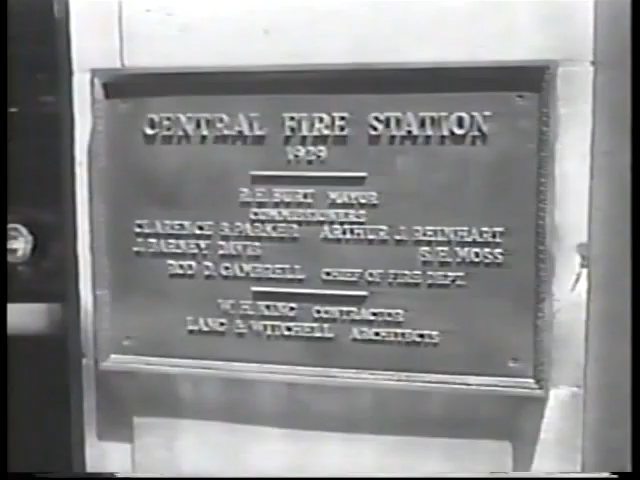 CENTRAL FIRE STATION
1929
R.E. BURT MAYOR
COMMISSIONERS
CLARENCE S. PARKER ARTHUR J. REINHART
J. BARNEY DAVIS S.E. MOSS
ROD D. GAMBRELL CHIEF OF FIRE DEPT.
W.H. KING CONTRACTOR
LANG & WITCHELL ARCHITECTS